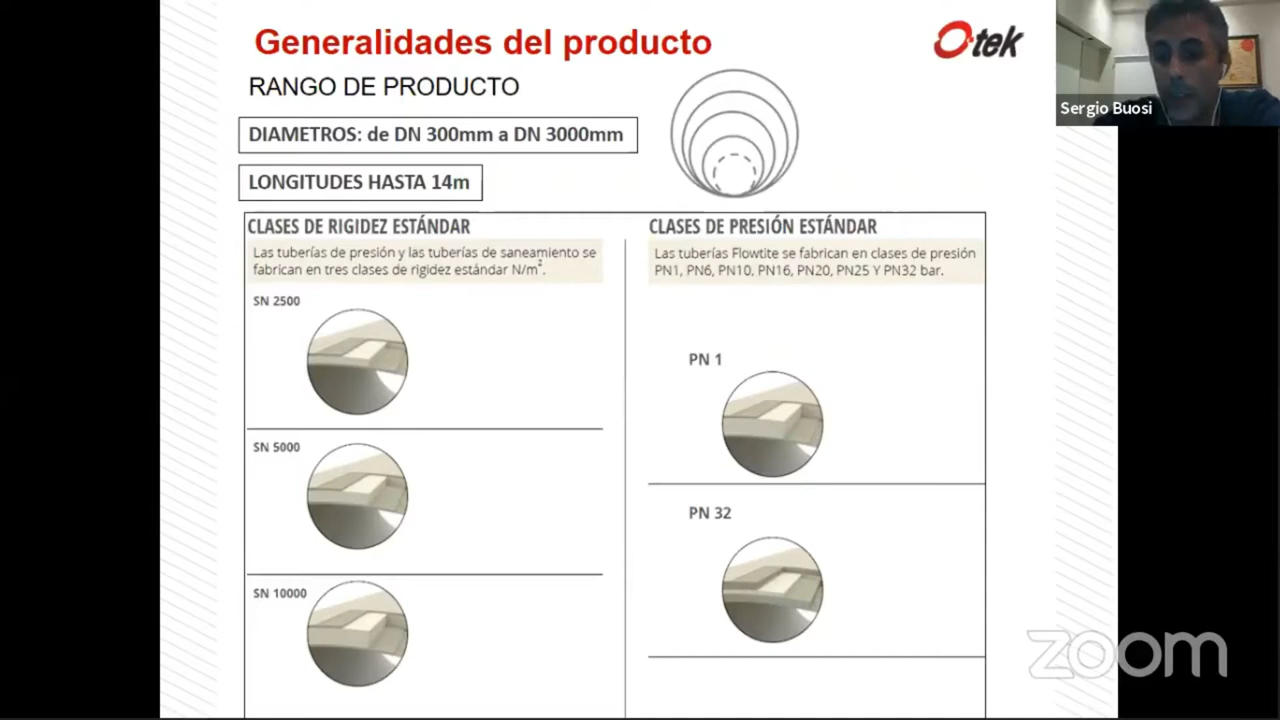 Generalidades del producto
O-tek
RANGO DE PRODUCTO
Sergio Buosi
DIAMETROS: de DN 300mm a DN 3000mm
LONGITUDES HASTA 14m
CLASES DE RIGIDEZ ESTÁNDAR
Las tuberías de presión y las tuberías de saneamiento se
fabrican en tres clases de rigidez estándar N/m².
SN 2500
SN 5000
SN 10000
CLASES DE PRESIÓN ESTÁNDAR
Las tuberías Flowtite se fabrican en clases de presión
PN1, PN6, PN10, PN16, PN20, PN25 Y PN32 bar.
PN 1
PN 32
zoom